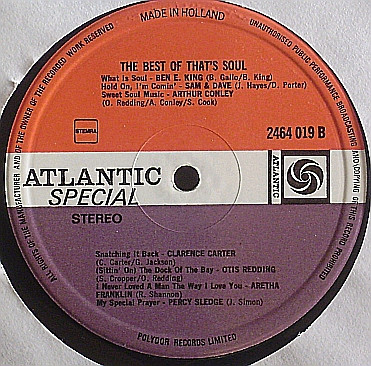 MADE IN HOLLAND
UNAUTHORISED PUBLIC PERFORMANCE BROADCASTING AND COPYING OF THIS RECORD PROHIBITED
ALL RIGHTS OF THE MANUFACTURER AND OF THE OWNER OF THE RECORDED WORK RESERVED
THE BEST OF THAT'S SOUL
What Is Soul - BEN E. KING (B. Gallo/B. King)
Hold On, I'm Comin' - SAM & DAVE (J. Hayes/D. Porter)
Sweet Soul Music - ARTHUR CONLEY
(O. Redding/A. Conley/S. Cook)
STEMRA
2464 019 B
ATLANTIC
SPECIAL
ATLANTIC
STEREO
Snatching It Back - CLARENCE CARTER
(C. Carter/G. Jackson)
(Sittin' On) The Dock Of The Bay - OTIS REDDING
(S. Cropper/O. Redding)
I Never Loved A Man The Way I Love You - ARETHA
FRANKLIN (R. Shannon)
My Special Prayer - PERCY SLEDGE (J. Simon)
POLYDOR RECORDS LIMITED